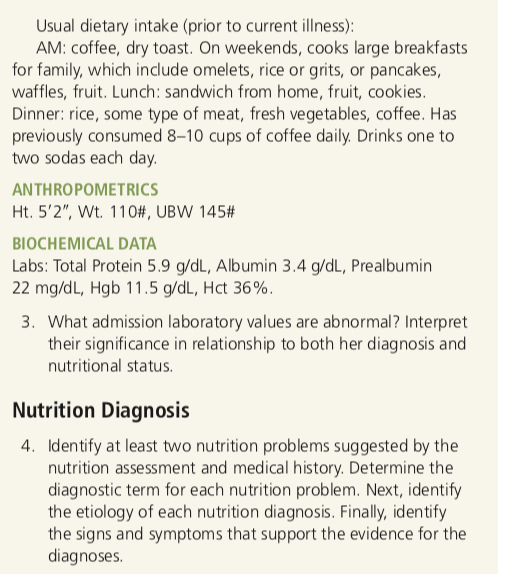 Usual dietary intake (prior to current illness):
AM: coffee, dry toast. On weekends, cooks large breakfasts
for family, which include omelets, rice or grits, or pancakes,
waffles, fruit. Lunch: sandwich from home, fruit, cookies.
Dinner: rice, some type of meat, fresh vegetables, coffee. Has
previously consumed 8–10 cups of coffee daily. Drinks one to
two sodas each day.
ANTHROPOMETRICS
Ht. 5′2″, Wt. 110#, UBW 145#
BIOCHEMICAL DATA
Labs: Total Protein 5.9 g/dL, Albumin 3.4 g/dL, Prealbumin
22 mg/dL, Hgb 11.5 g/dL, Hct 36%.
3. What admission laboratory values are abnormal? Interpret
their significance in relationship to both her diagnosis and
nutritional status.
Nutrition Diagnosis
4. Identify at least two nutrition problems suggested by the
nutrition assessment and medical history. Determine the
diagnostic term for each nutrition problem. Next, identify
the etiology of each nutrition diagnosis. Finally, identify
the signs and symptoms that support the evidence for the
diagnoses.